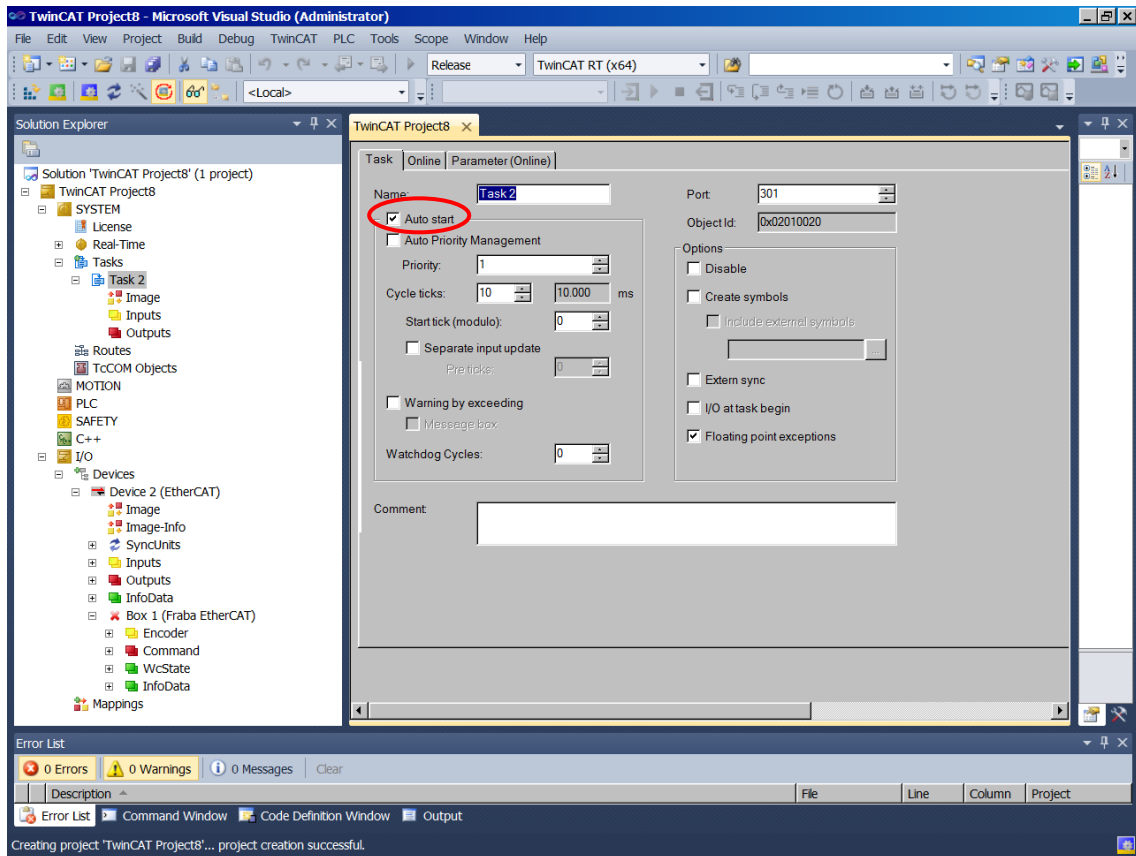 TwinCAT Project8 - Microsoft Visual Studio (Administrator)
File Edit View Project Build Debug TwinCAT PLC Tools Scope Window Help
Release TwinCAT RT (x64)
<Local>
Solution Explorer
TwinCAT Project8
Solution 'TwinCAT Project8' (1 project)
TwinCAT Project8
SYSTEM
License
Real-Time
Tasks
Task 2
Image
Inputs
Outputs
Routes
TcCOM Objects
MOTION
PLC
SAFETY
C++
I/O
Devices
Device 2 (EtherCAT)
Image
Image-Info
SyncUnits
Inputs
Outputs
InfoData
Box 1 (Fraba EtherCAT)
Encoder
Command
WcState
InfoData
Mappings
Task Online Parameter (Online)
Name: Task 2
Auto start
Auto Priority Management
Priority: 1
Cycle ticks: 10 10.000 ms
Start tick (modulo): 0
Separate input update
Pre ticks: 0
Warning by exceeding
Message box
Watchdog Cycles: 0
Port: 301
Object Id: 0x02010020
Options
Disable
Create symbols
Include external symbols
...
Extern sync
I/O at task begin
Floating point exceptions
Comment:
Error List
0 Errors 0 Warnings 0 Messages Clear
Description File Line Column Project
Error List Command Window Code Definition Window Output
Creating project 'TwinCAT Project8'... project creation successful.